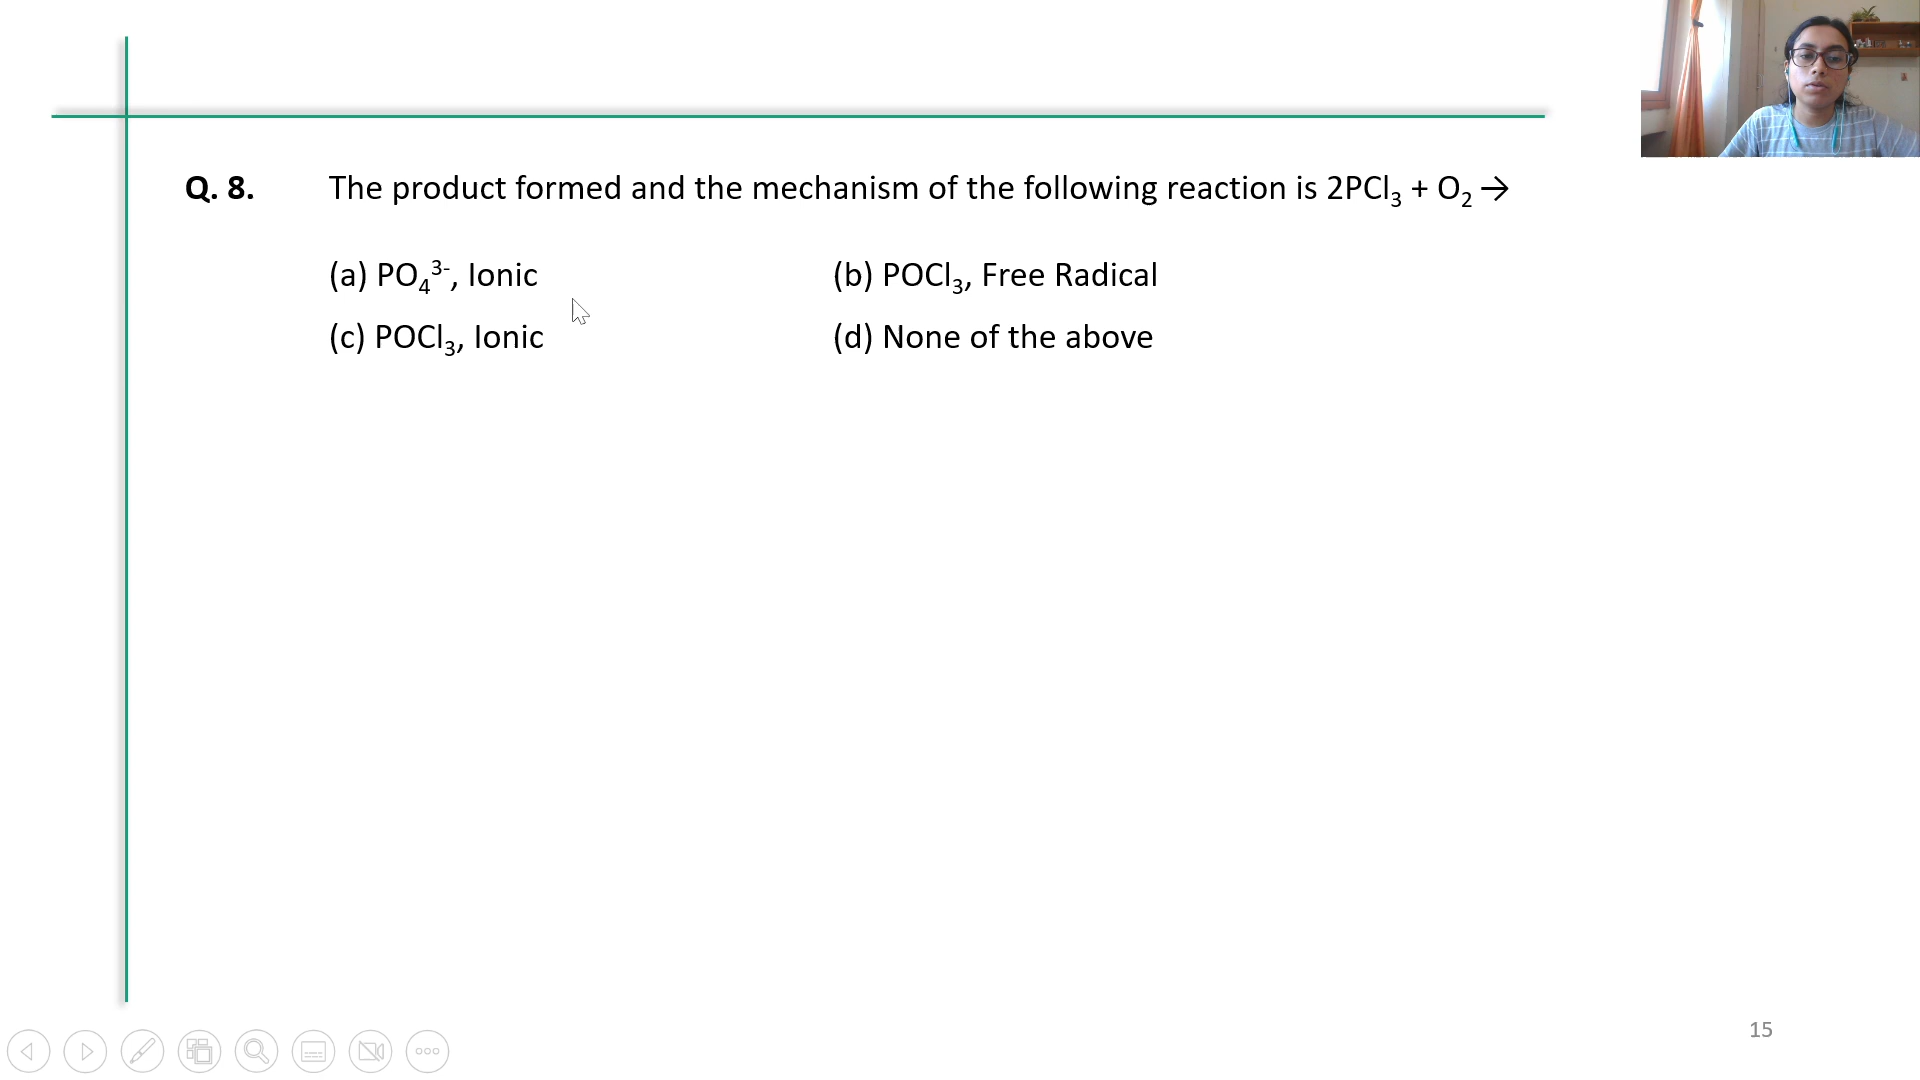 Q. 8. The product formed and the mechanism of the following reaction is 2PCl₃ + O₂ →
(a) PO₄³⁻, Ionic (b) POCl₃, Free Radical
(c) POCl₃, Ionic (d) None of the above
15